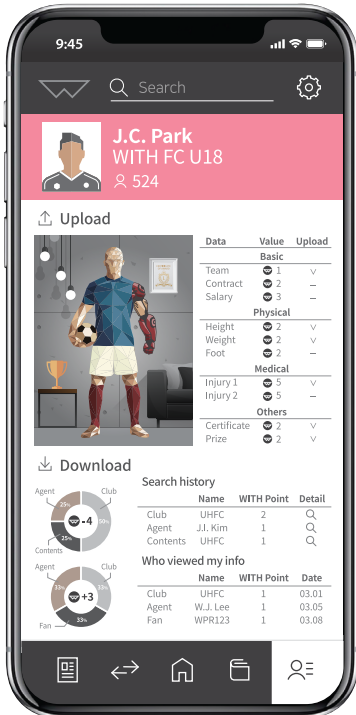 9:45
Search
J.C. Park
WITH FC U18
524
Upload
Data Value Upload
Basic
Team 1 ∨
Contract 2 –
Salary 3 –
Physical
Height 2 ∨
Weight 2 ∨
Foot 2 –
Medical
Injury 1 5 ∨
Injury 2 5 –
Others
Certificate 2 ∨
Prize 2 ∨
Download
Agent Club
25% 50%
-4
25%
Contents
Agent Club
33% 33%
+3
33%
Fan
Search history
Name WITH Point Detail
Club UHFC 2
Agent J.I. Kim 1
Contents UHFC 1
Who viewed my info
Name WITH Point Date
Club UHFC 1 03.01
Agent W.J. Lee 1 03.05
Fan WPR123 1 03.08